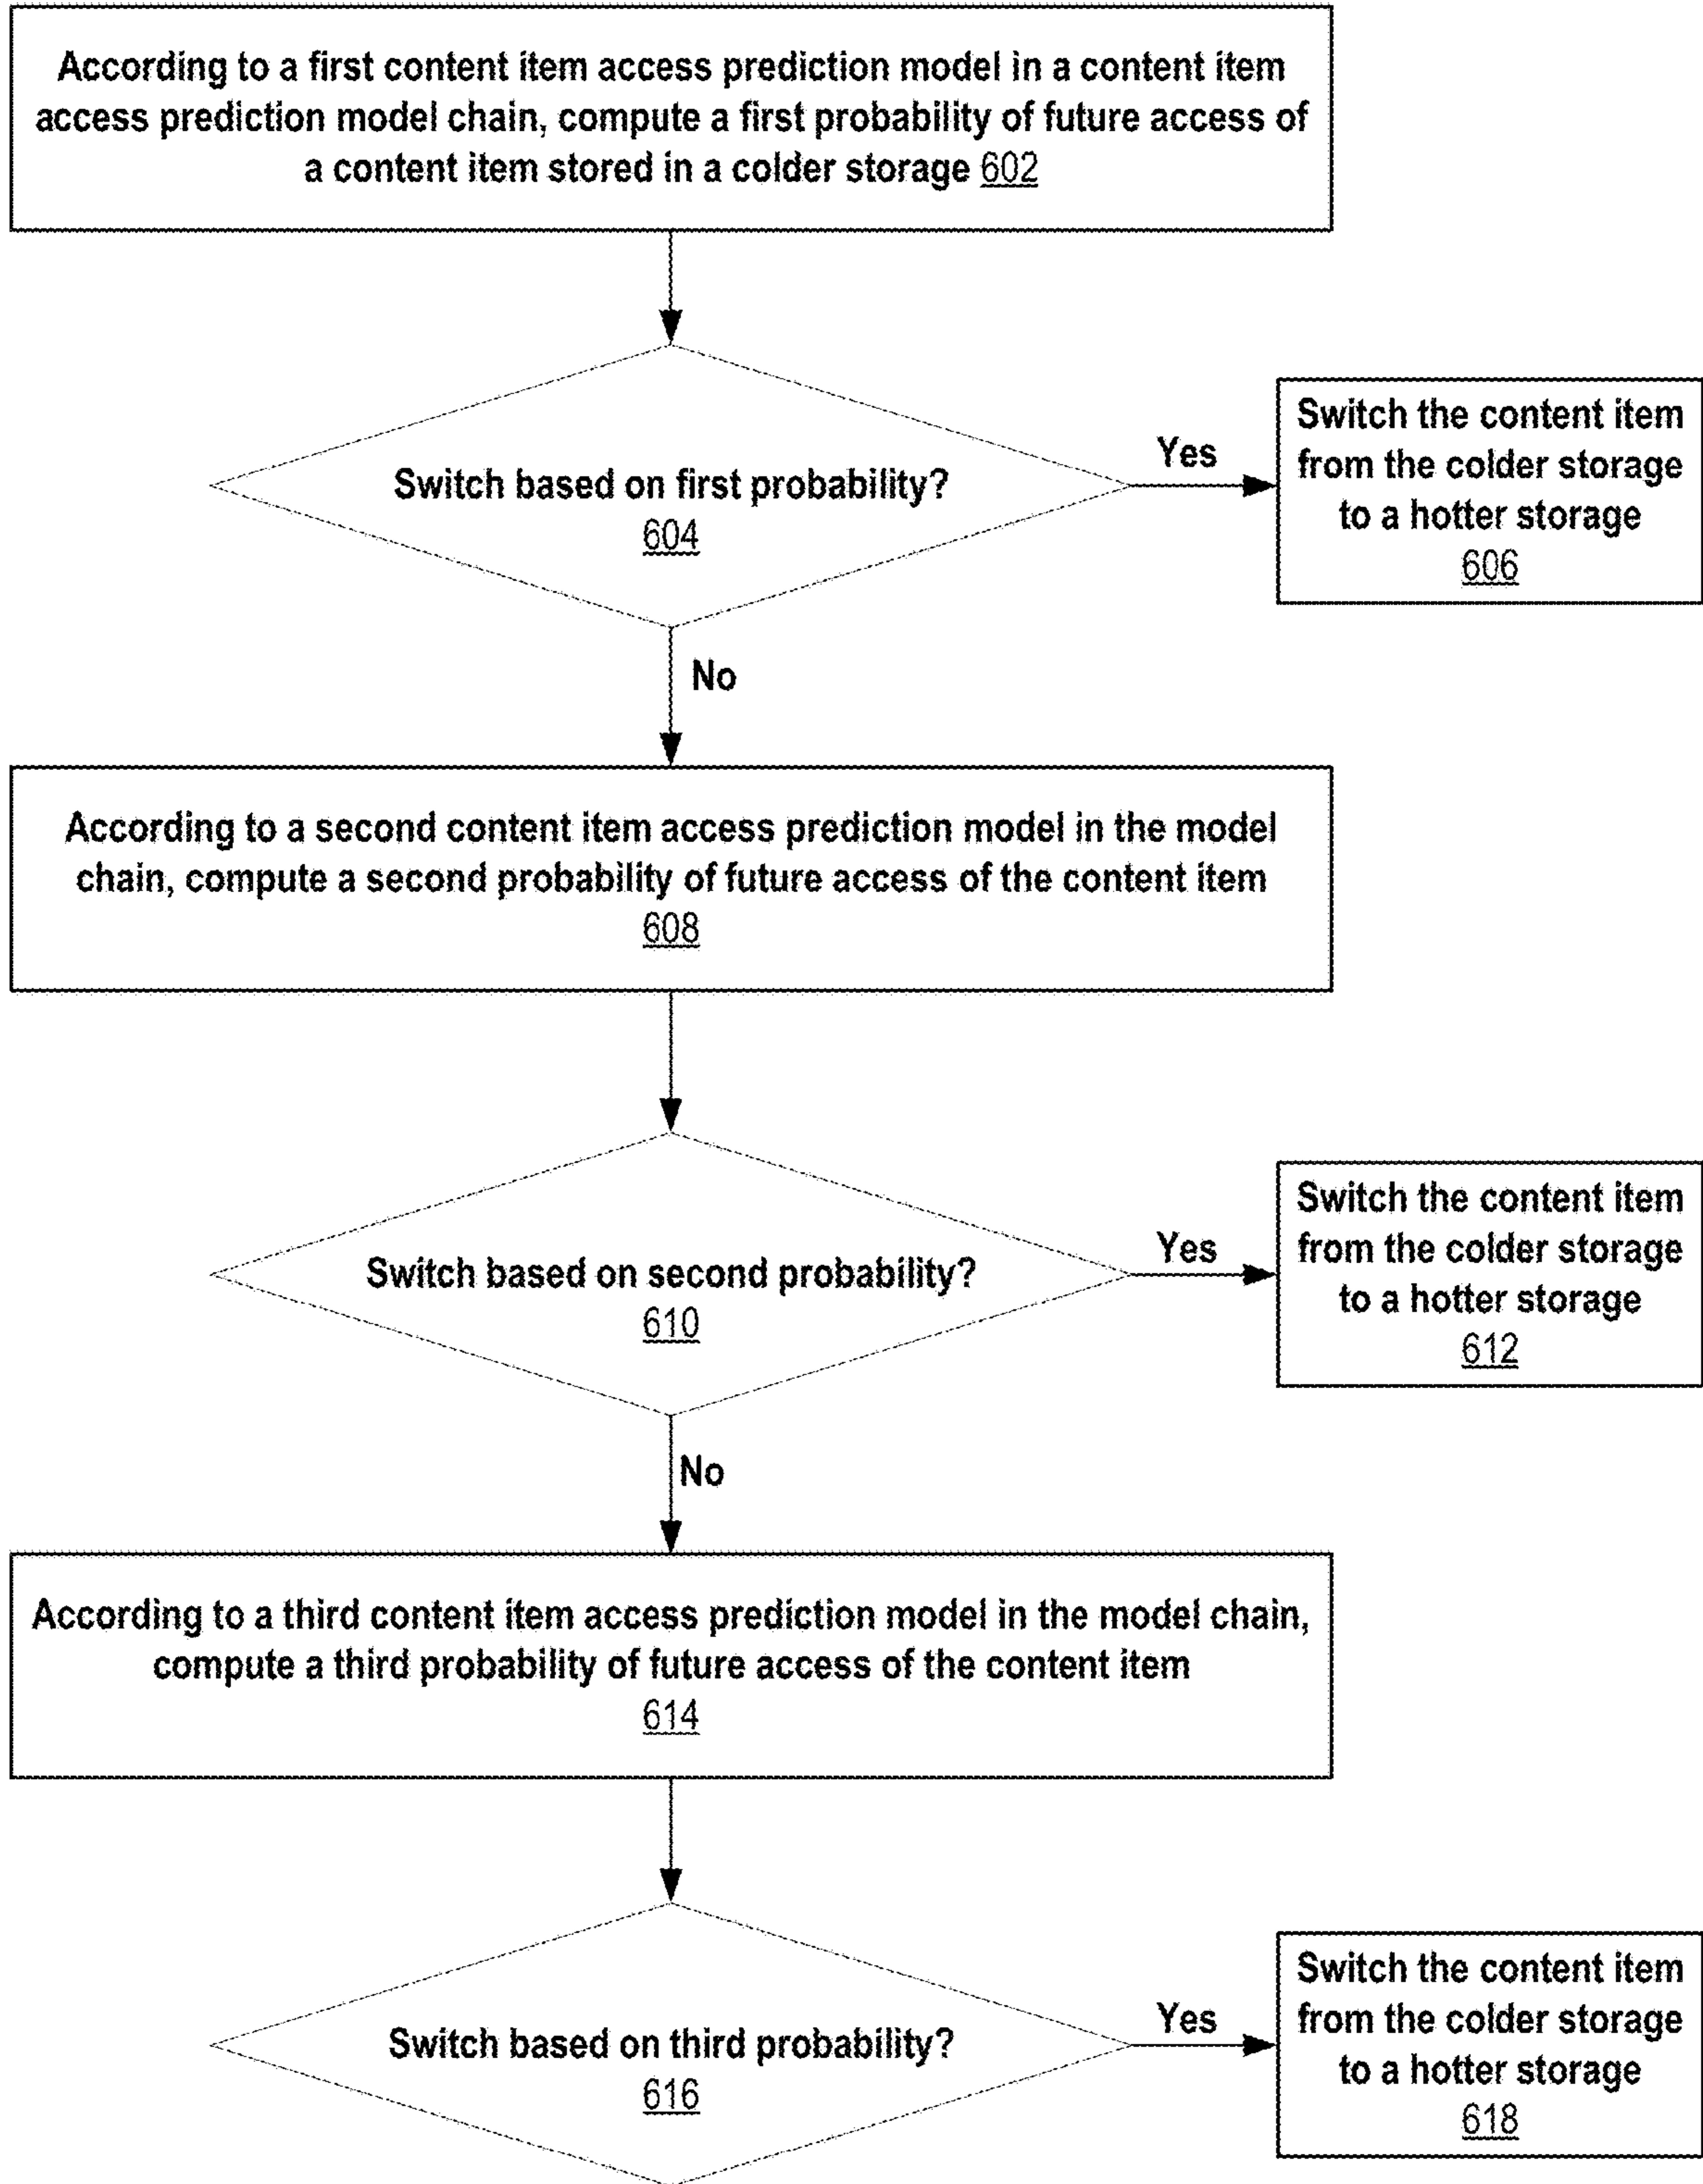 According to a first content item access prediction model in a content item
access prediction model chain, compute a first probability of future access of
a content item stored in a colder storage 602
Switch based on first probability?
604
Yes
Switch the content item
from the colder storage
to a hotter storage
606
No
According to a second content item access prediction model in the model
chain, compute a second probability of future access of the content item
608
Switch based on second probability?
610
Yes
Switch the content item
from the colder storage
to a hotter storage
612
No
According to a third content item access prediction model in the model chain,
compute a third probability of future access of the content item
614
Switch based on third probability?
616
Yes
Switch the content item
from the colder storage
to a hotter storage
618